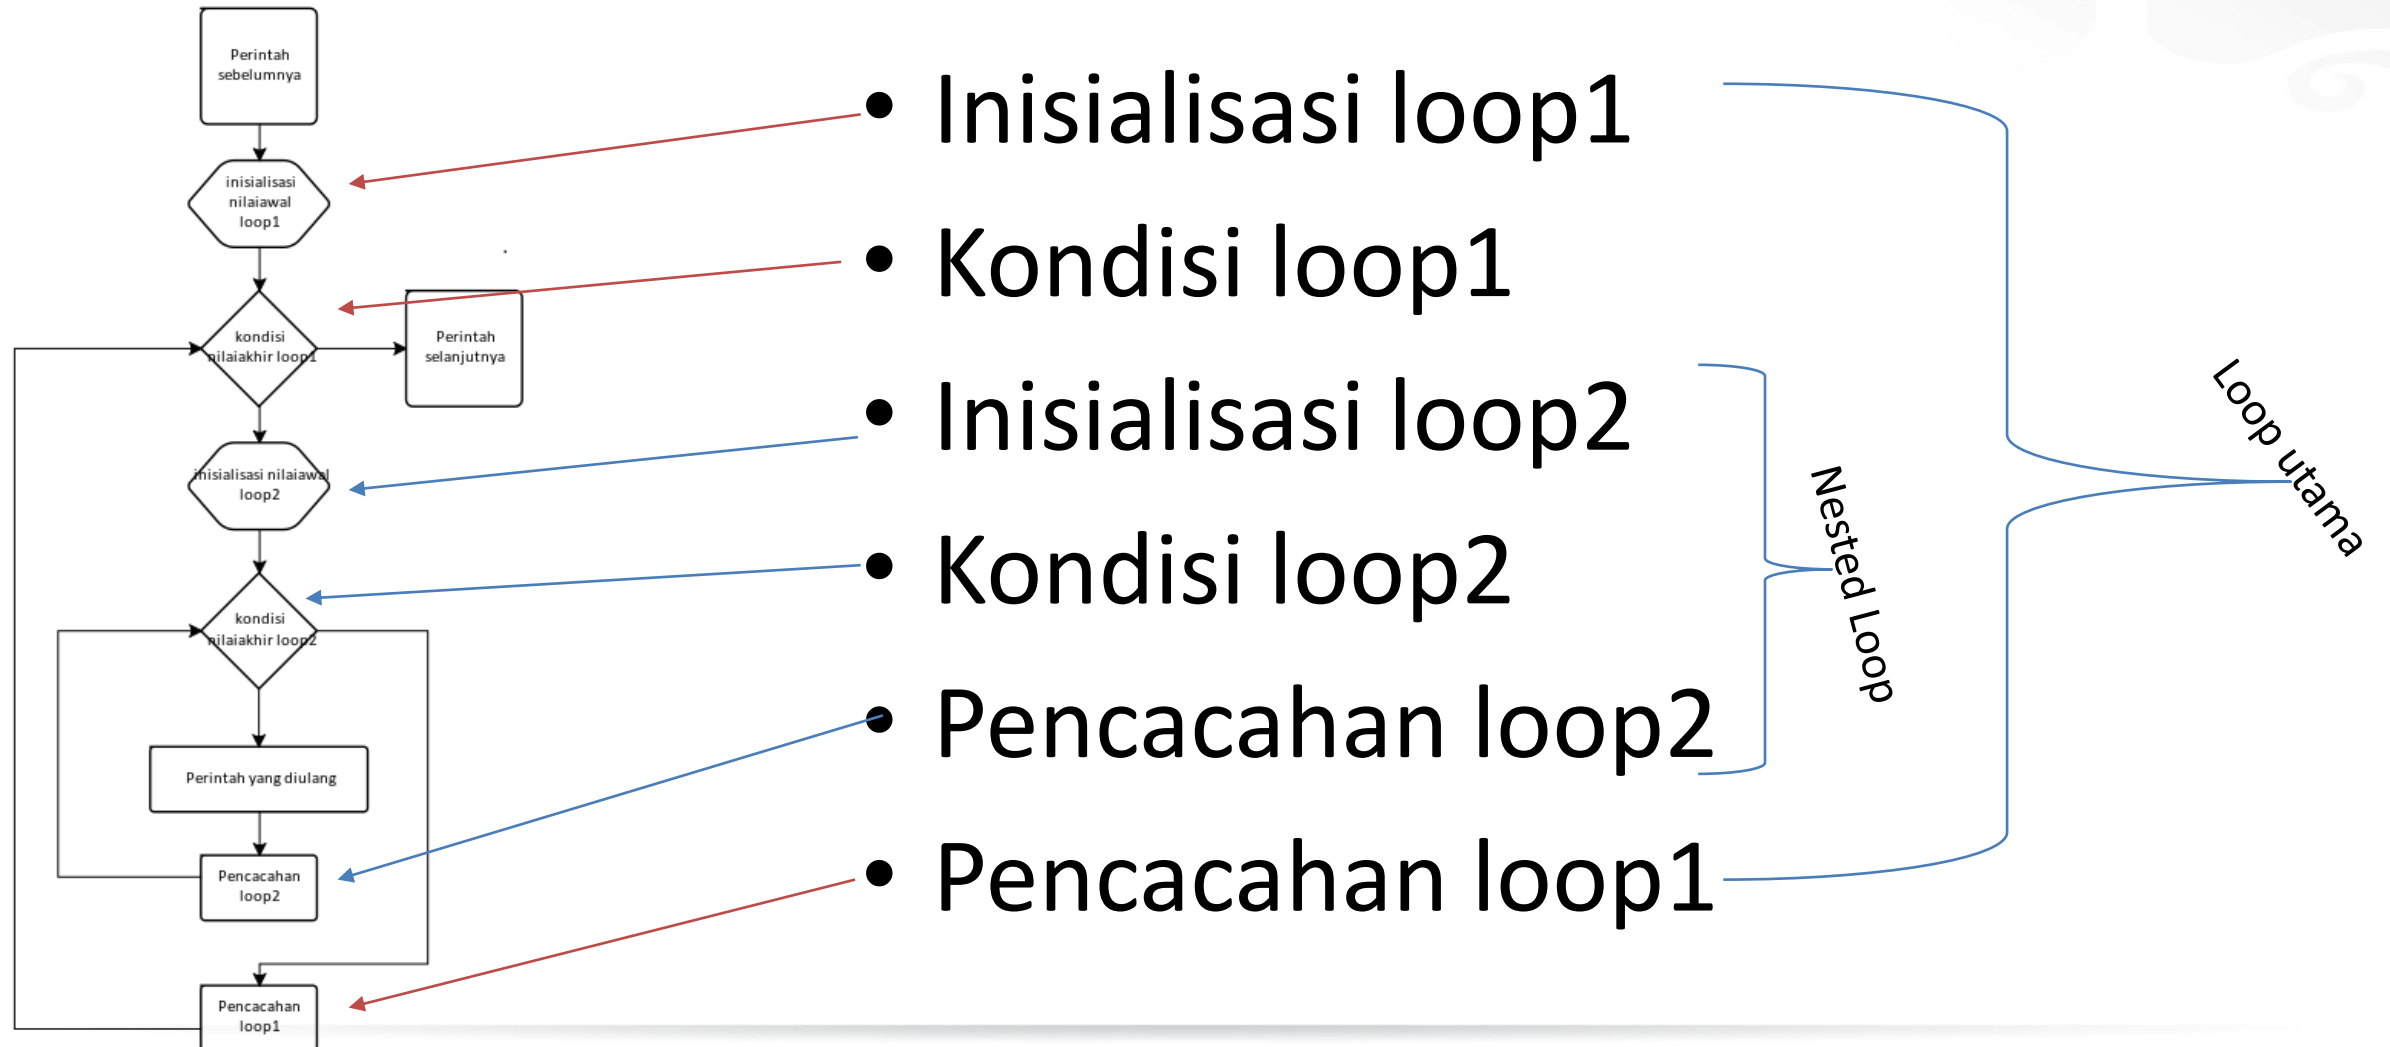 Perintah
sebelumnya
inisialisasi
nilaiawal
loop1
kondisi
nilaiakhir loop1
Perintah
selanjutnya
inisialisasi nilaiawal
loop2
kondisi
nilaiakhir loop2
Perintah yang diulang
Pencacahan
loop2
Pencacahan
loop1
• Inisialisasi loop1
• Kondisi loop1
• Inisialisasi loop2
• Kondisi loop2
• Pencacahan loop2
• Pencacahan loop1
Nested Loop
Loop utama